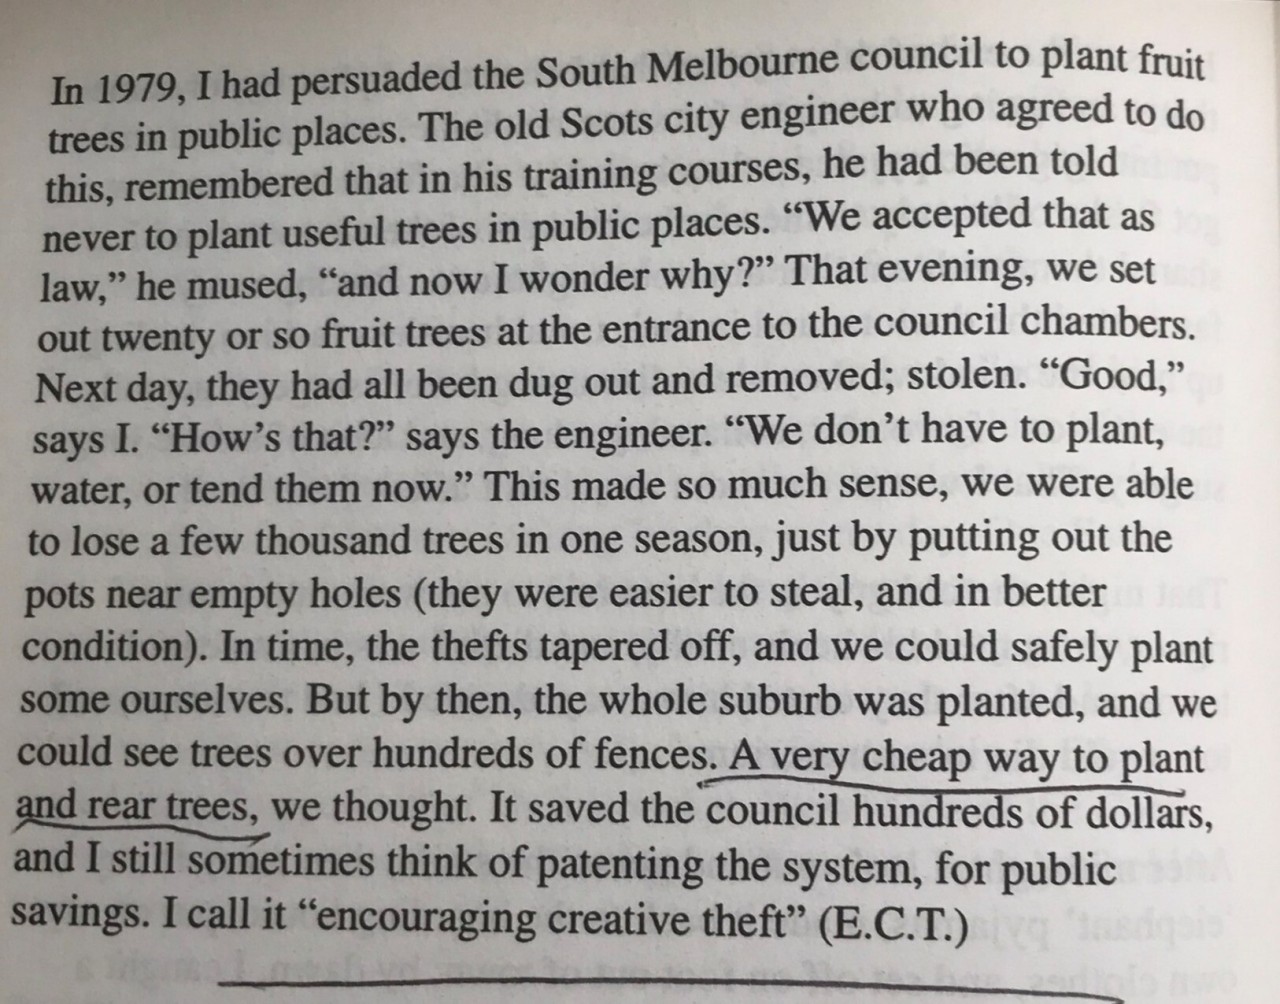 In 1979, I had persuaded the South Melbourne council to plant fruit
trees in public places. The old Scots city engineer who agreed to do
this, remembered that in his training courses, he had been told
never to plant useful trees in public places. “We accepted that as
law,” he mused, “and now I wonder why?” That evening, we set
out twenty or so fruit trees at the entrance to the council chambers.
Next day, they had all been dug out and removed; stolen. “Good,”
says I. “How’s that?” says the engineer. “We don’t have to plant,
water, or tend them now.” This made so much sense, we were able
to lose a few thousand trees in one season, just by putting out the
pots near empty holes (they were easier to steal, and in better
condition). In time, the thefts tapered off, and we could safely plant
some ourselves. But by then, the whole suburb was planted, and we
could see trees over hundreds of fences. A very cheap way to plant
and rear trees, we thought. It saved the council hundreds of dollars,
and I still sometimes think of patenting the system, for public
savings. I call it “encouraging creative theft” (E.C.T.)